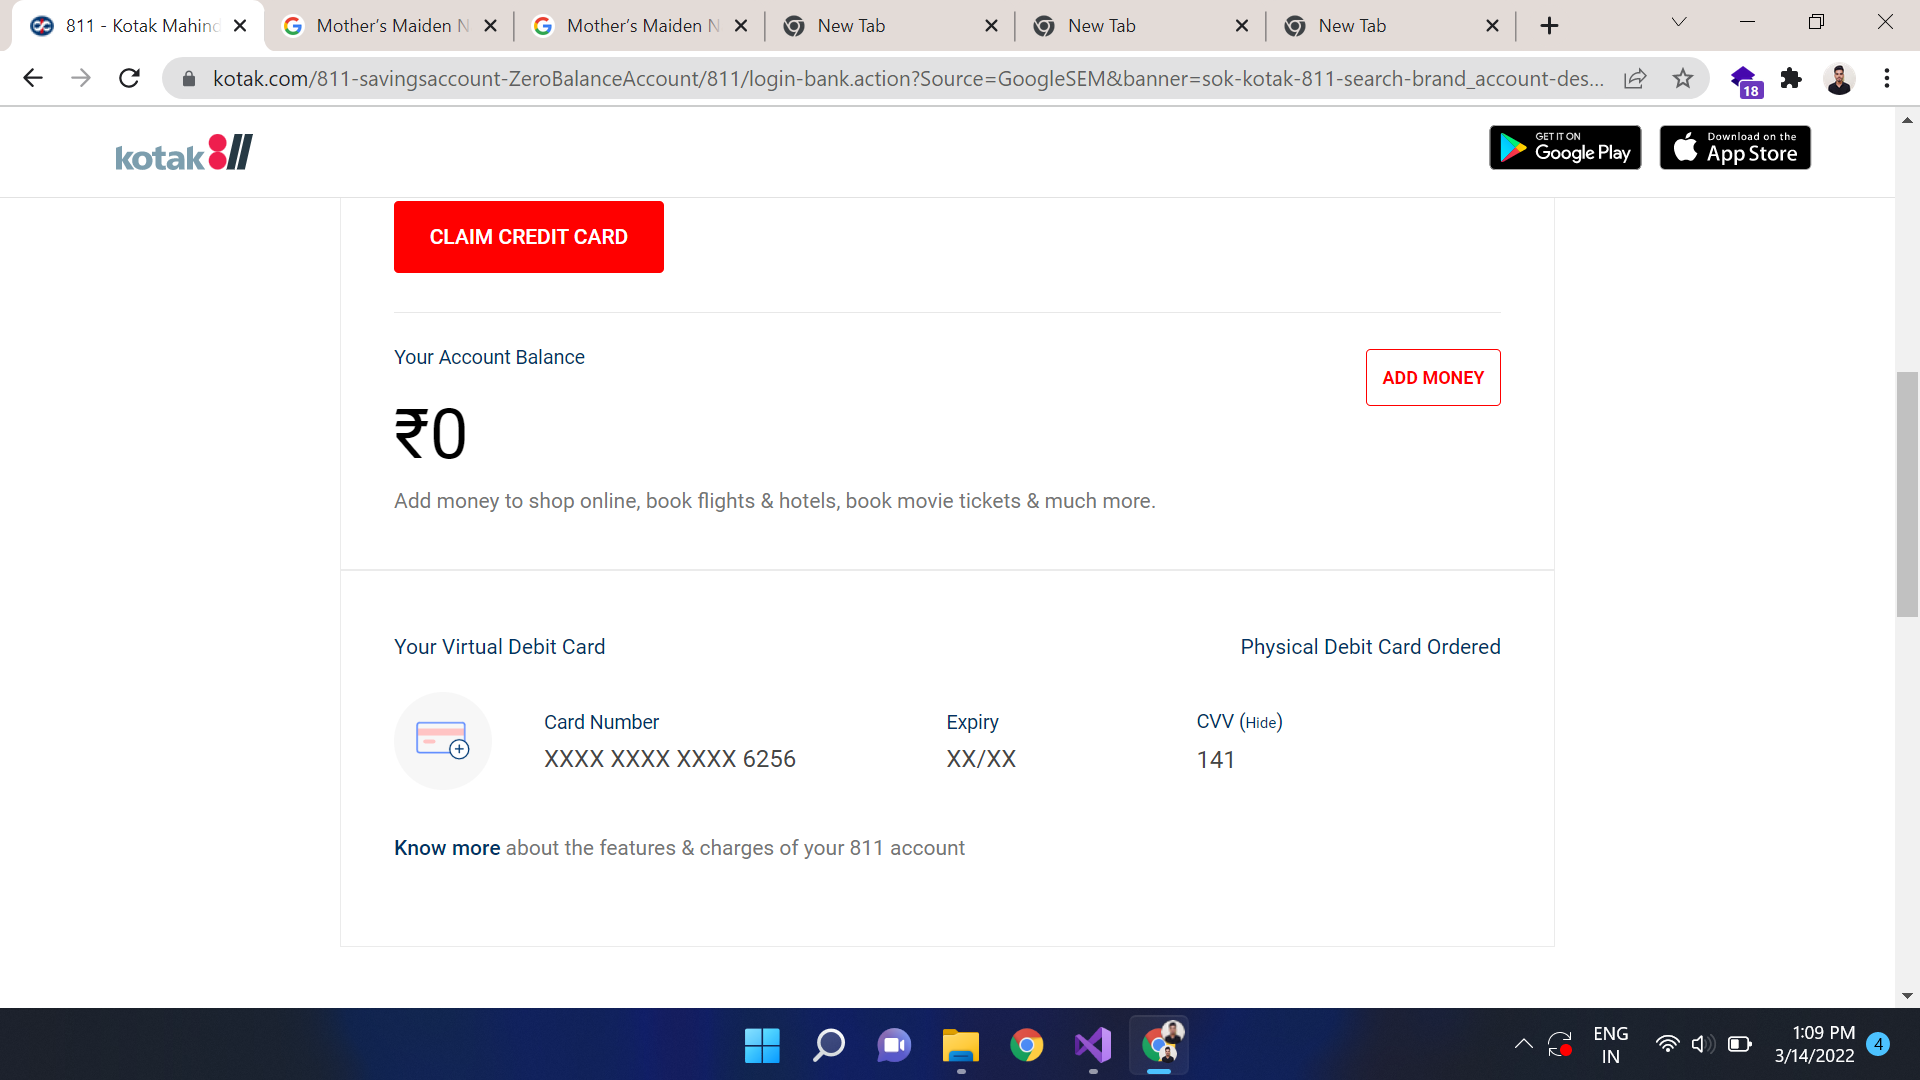 811 - Kotak Mahind
Mother's Maiden N
Mother's Maiden N
New Tab
New Tab
New Tab
kotak.com/811-savingsaccount-ZeroBalanceAccount/811/login-bank.action?Source=GoogleSEM&banner=sok-kotak-811-search-brand_account-des...
18
kotak811
GET IT ON
Google Play
Download on the
App Store
CLAIM CREDIT CARD
Your Account Balance
ADD MONEY
₹0
Add money to shop online, book flights & hotels, book movie tickets & much more.
Your Virtual Debit Card
Physical Debit Card Ordered
Card Number
Expiry
CVV (Hide)
XXXX XXXX XXXX 6256
XX/XX
141
Know more about the features & charges of your 811 account
ENG
IN
1:09 PM
3/14/2022
4